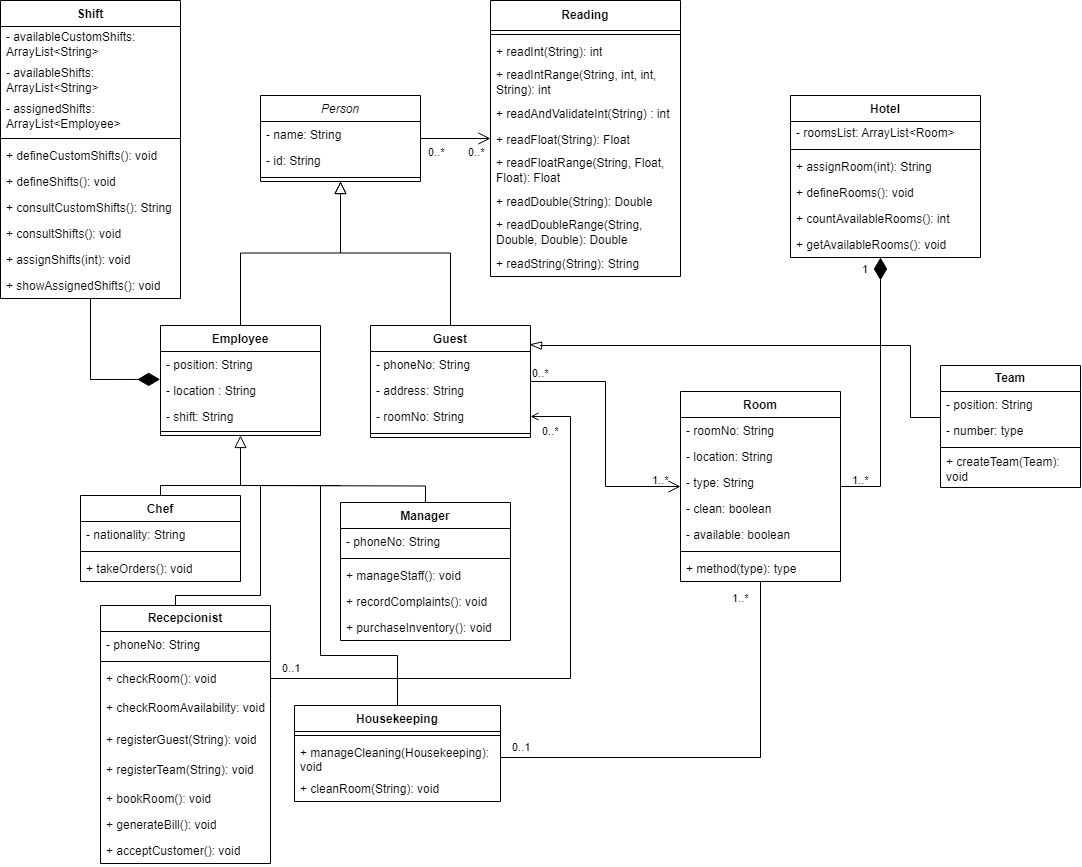 Shift
- availableCustomShifts:
ArrayList<String>
- availableShifts:
ArrayList<String>
- assignedShifts:
ArrayList<Employee>
+ defineCustomShifts(): void
+ defineShifts(): void
+ consultCustomShifts(): String
+ consultShifts(): void
+ assignShifts(int): void
+ showAssignedShifts(): void
Person
- name: String
- id: String
0..*
0..*
Reading
+ readInt(String): int
+ readIntRange(String, int, int,
String): int
+ readAndValidateInt(String) : int
+ readFloat(String): Float
+ readFloatRange(String, Float,
Float): Float
+ readDouble(String): Double
+ readDoubleRange(String,
Double, Double): Double
+ readString(String): String
Hotel
- roomsList: ArrayList<Room>
+ assignRoom(int): String
+ defineRooms(): void
+ countAvailableRooms(): int
+ getAvailableRooms(): void
1
Employee
- position: String
- location : String
- shift: String
Guest
- phoneNo: String
- address: String
- roomNo: String
0..*
0..*
Team
- position: String
- number: type
+ createTeam(Team):
void
Room
- roomNo: String
- location: String
- type: String
- clean: boolean
- available: boolean
+ method(type): type
1..*
1..*
1..*
Chef
- nationality: String
+ takeOrders(): void
Manager
- phoneNo: String
+ manageStaff(): void
+ recordComplaints(): void
+ purchaseInventory(): void
Recepcionist
- phoneNo: String
+ checkRoom(): void
+ checkRoomAvailability: void
+ registerGuest(String): void
+ registerTeam(String): void
+ bookRoom(): void
+ generateBill(): void
+ acceptCustomer(): void
0..1
Housekeeping
+ manageCleaning(Housekeeping):
void
+ cleanRoom(String): void
0..1